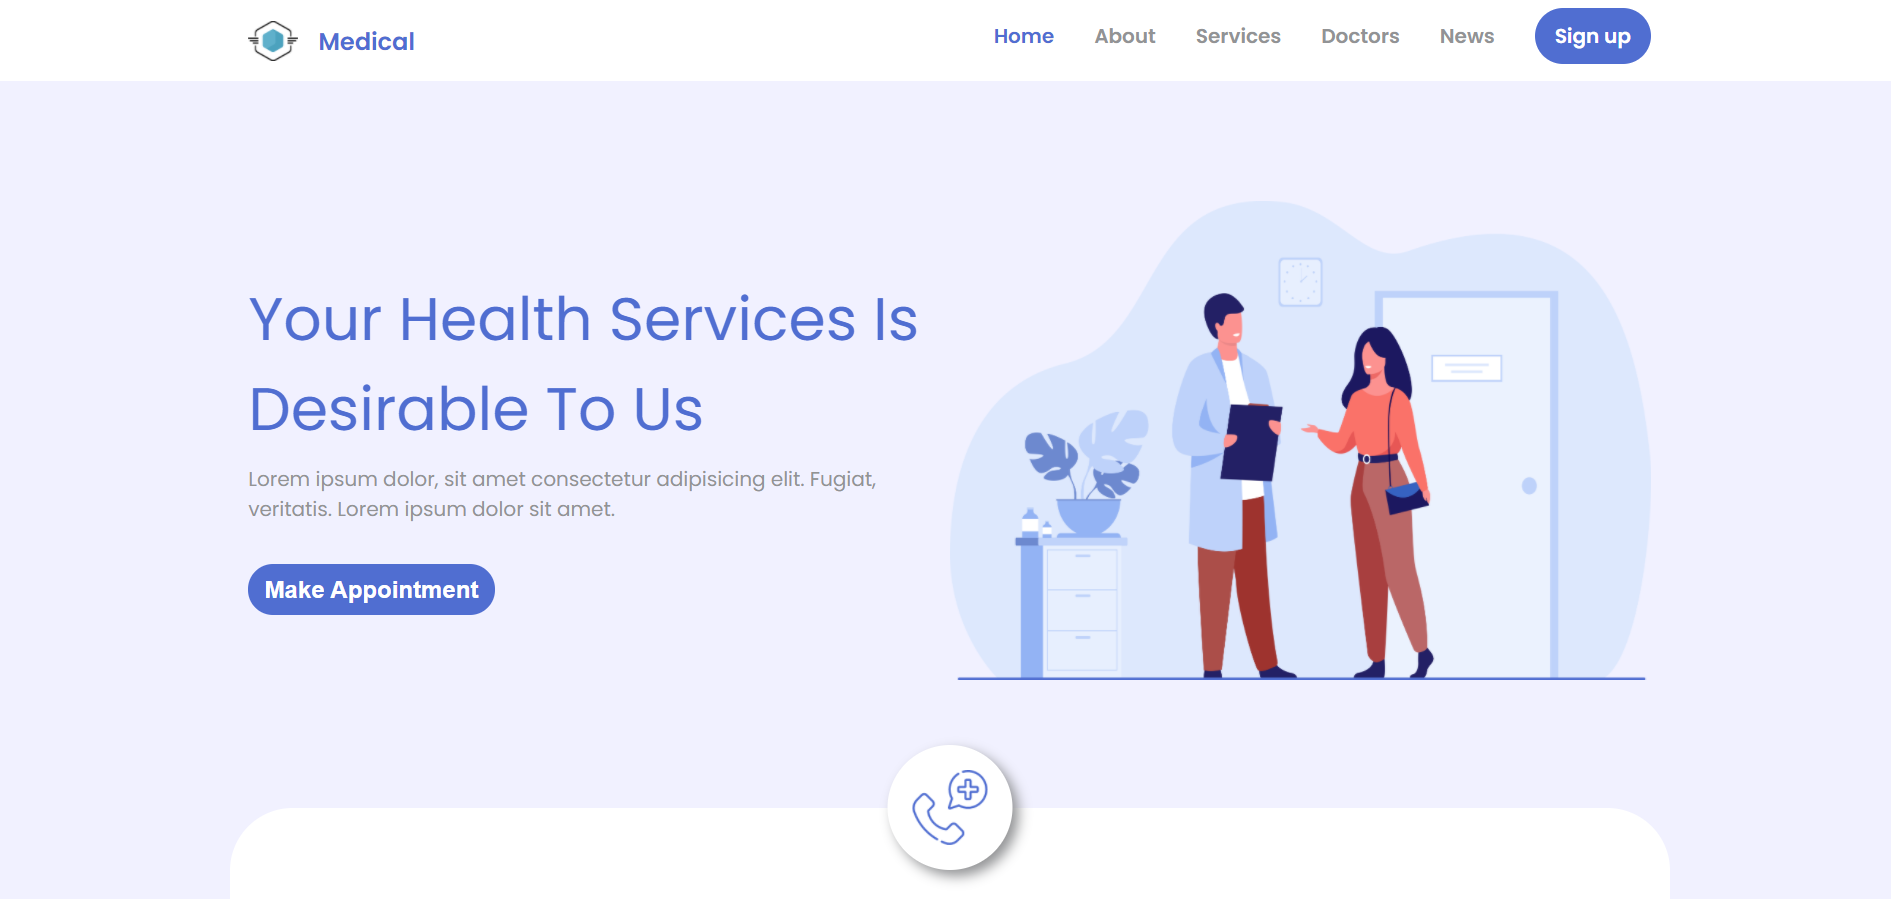 Medical
Home
About
Services
Doctors
News
Sign up
Your Health Services Is
Desirable To Us
Lorem ipsum dolor, sit amet consectetur adipisicing elit. Fugiat,
veritatis. Lorem ipsum dolor sit amet.
Make Appointment